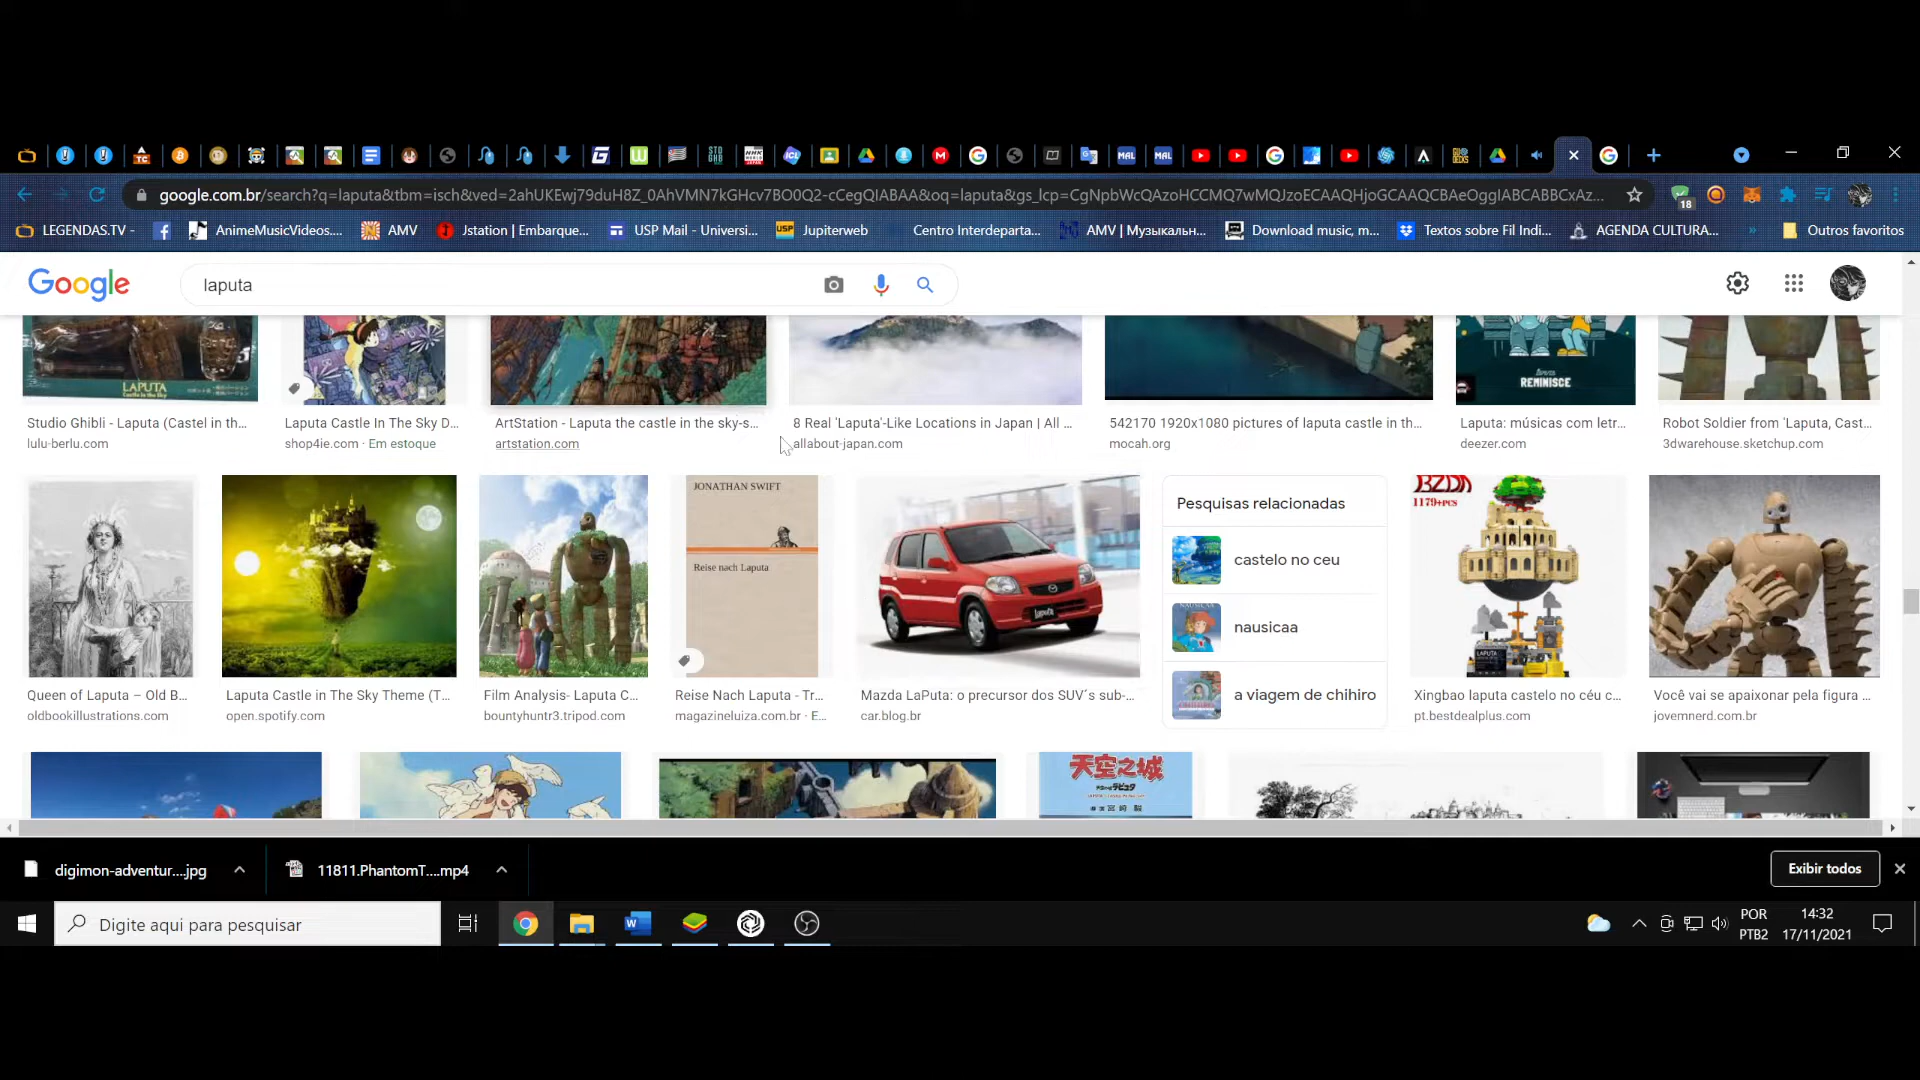 google.com.br/search?q=laputa&tbm=isch&ved=2ahUKEwj79duH8Z_0AhVMN7kGHcv7BO0Q2-cCegQIABAA&oq=laputa&gs_lcp=CgNpbWcQAzoHCCMQ7wMQJzoECAAQHjoGCAAQCBAeOggIABCABBCxAz...
18
LEGENDAS.TV -
AnimeMusicVideos....
AMV
Jstation | Embarque...
USP Mail - Universi...
Jupiterweb
Centro Interdeparta...
AMV | Музыкальн...
Download music, m...
Textos sobre Fil Indi...
AGENDA CULTURA...
Outros favoritos
Google
laputa
LAPUTA
REMINISCE
Studio Ghibli - Laputa (Castel in th...
lulu-berlu.com
Laputa Castle In The Sky D...
shop4ie.com · Em estoque
ArtStation - Laputa the castle in the sky-s...
artstation.com
8 Real 'Laputa'-Like Locations in Japan | All ...
allabout-japan.com
542170 1920x1080 pictures of laputa castle in th...
mocah.org
Laputa: músicas com letr...
deezer.com
Robot Soldier from 'Laputa, Cast...
3dwarehouse.sketchup.com
JONATHAN SWIFT
Reise nach Laputa
Pesquisas relacionadas
castelo no ceu
nausicaa
a viagem de chihiro
1179+PCS
LAPUTA
Queen of Laputa – Old B...
oldbookillustrations.com
Laputa Castle in The Sky Theme (T...
open.spotify.com
Film Analysis- Laputa C...
bountyhuntr3.tripod.com
Reise Nach Laputa - Tr...
magazineluiza.com.br · E...
Mazda LaPuta: o precursor dos SUV´s sub-...
car.blog.br
Xingbao laputa castelo no céu c...
pt.bestdealplus.com
Você vai se apaixonar pela figura ...
jovemnerd.com.br
天空之城
digimon-adventur....jpg
11811.PhantomT....mp4
Exibir todos
Digite aqui para pesquisar
POR
PTB2
14:32
17/11/2021